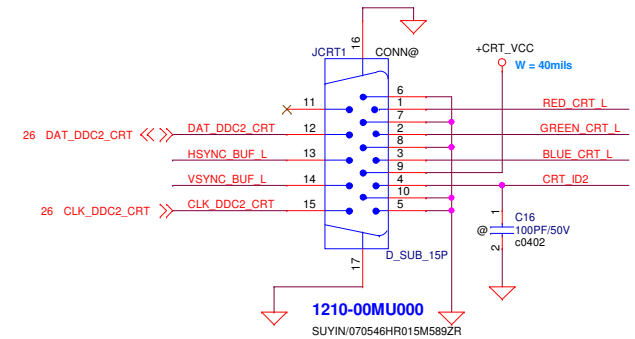 16
JCRT1 CONN@
+CRT_VCC
W = 40mils
6
11 1 RED_CRT_L
7
26 DAT_DDC2_CRT DAT_DDC2_CRT 12 2 GREEN_CRT_L
8
HSYNC_BUF_L 13 3 BLUE_CRT_L
9
VSYNC_BUF_L 14 4 CRT_ID2
10
26 CLK_DDC2_CRT CLK_DDC2_CRT 15 5
1
C16
@ 100PF/50V
2 c0402
D_SUB_15P
17
1210-00MU000
SUYIN/070546HR015M589ZR